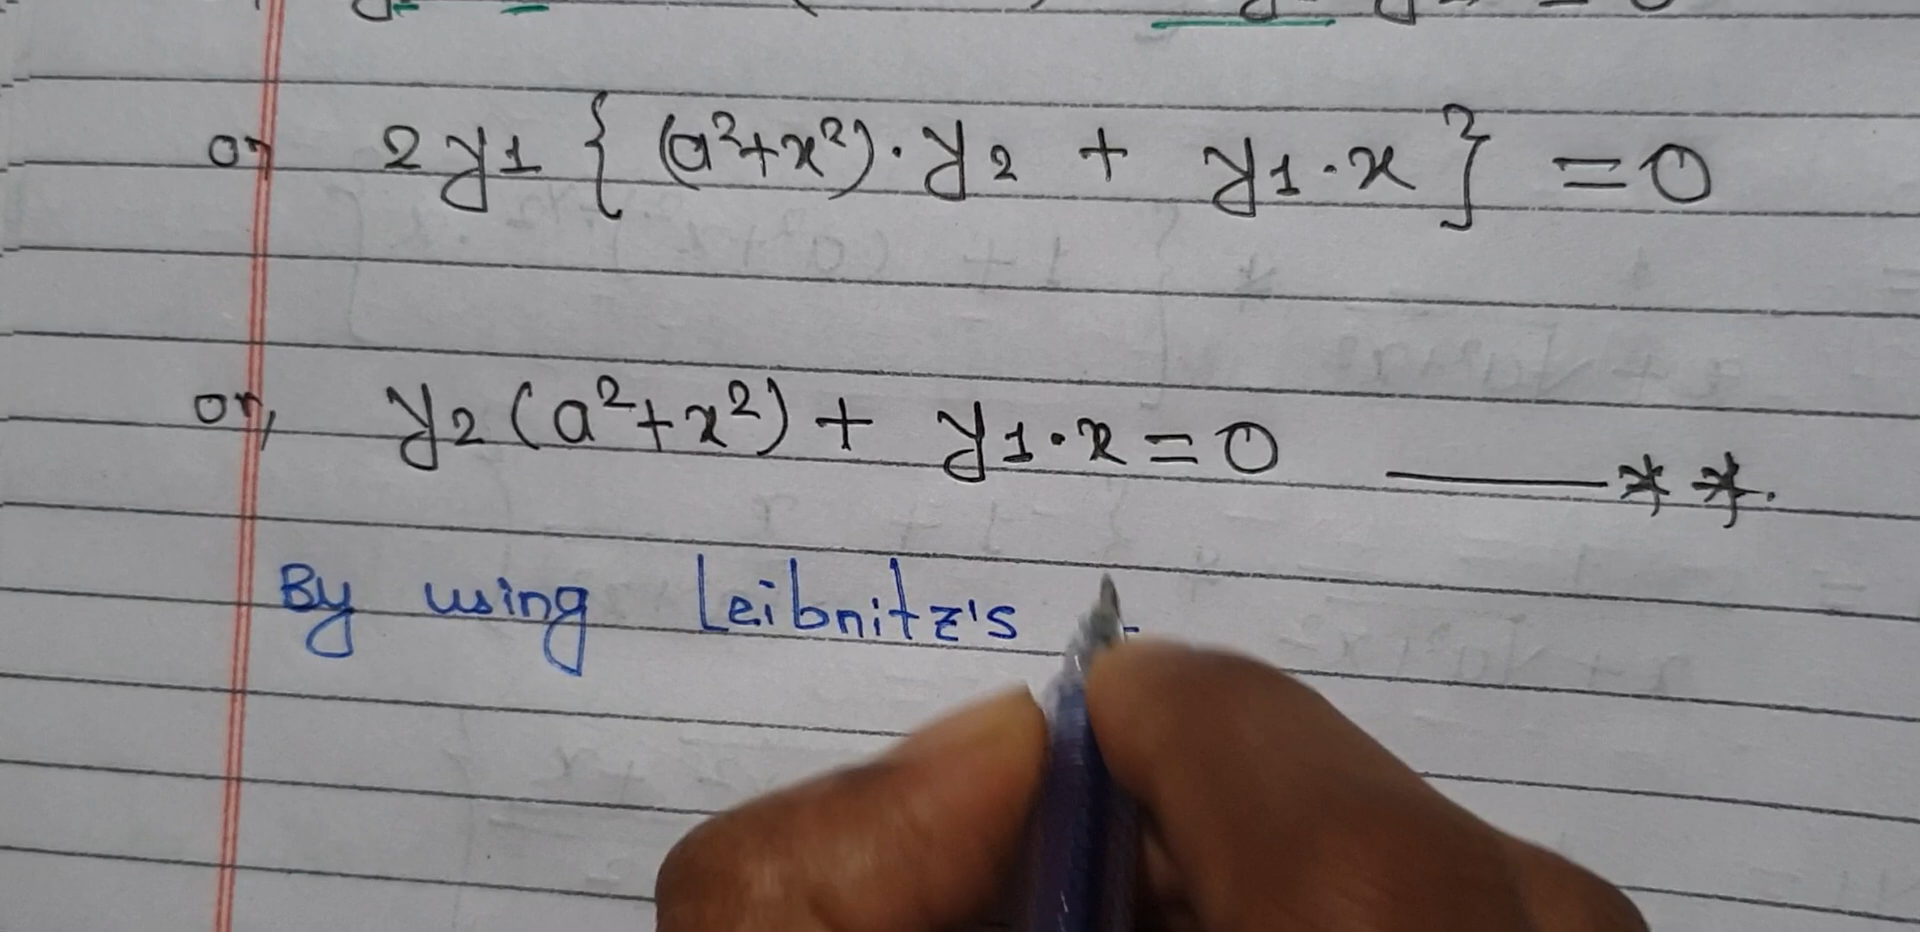 or 2y₁ { (a²+x²)·y₂ + y₁·x } = 0
or, y₂(a²+x²) + y₁·x = 0 —— **.
By using Leibnitz's